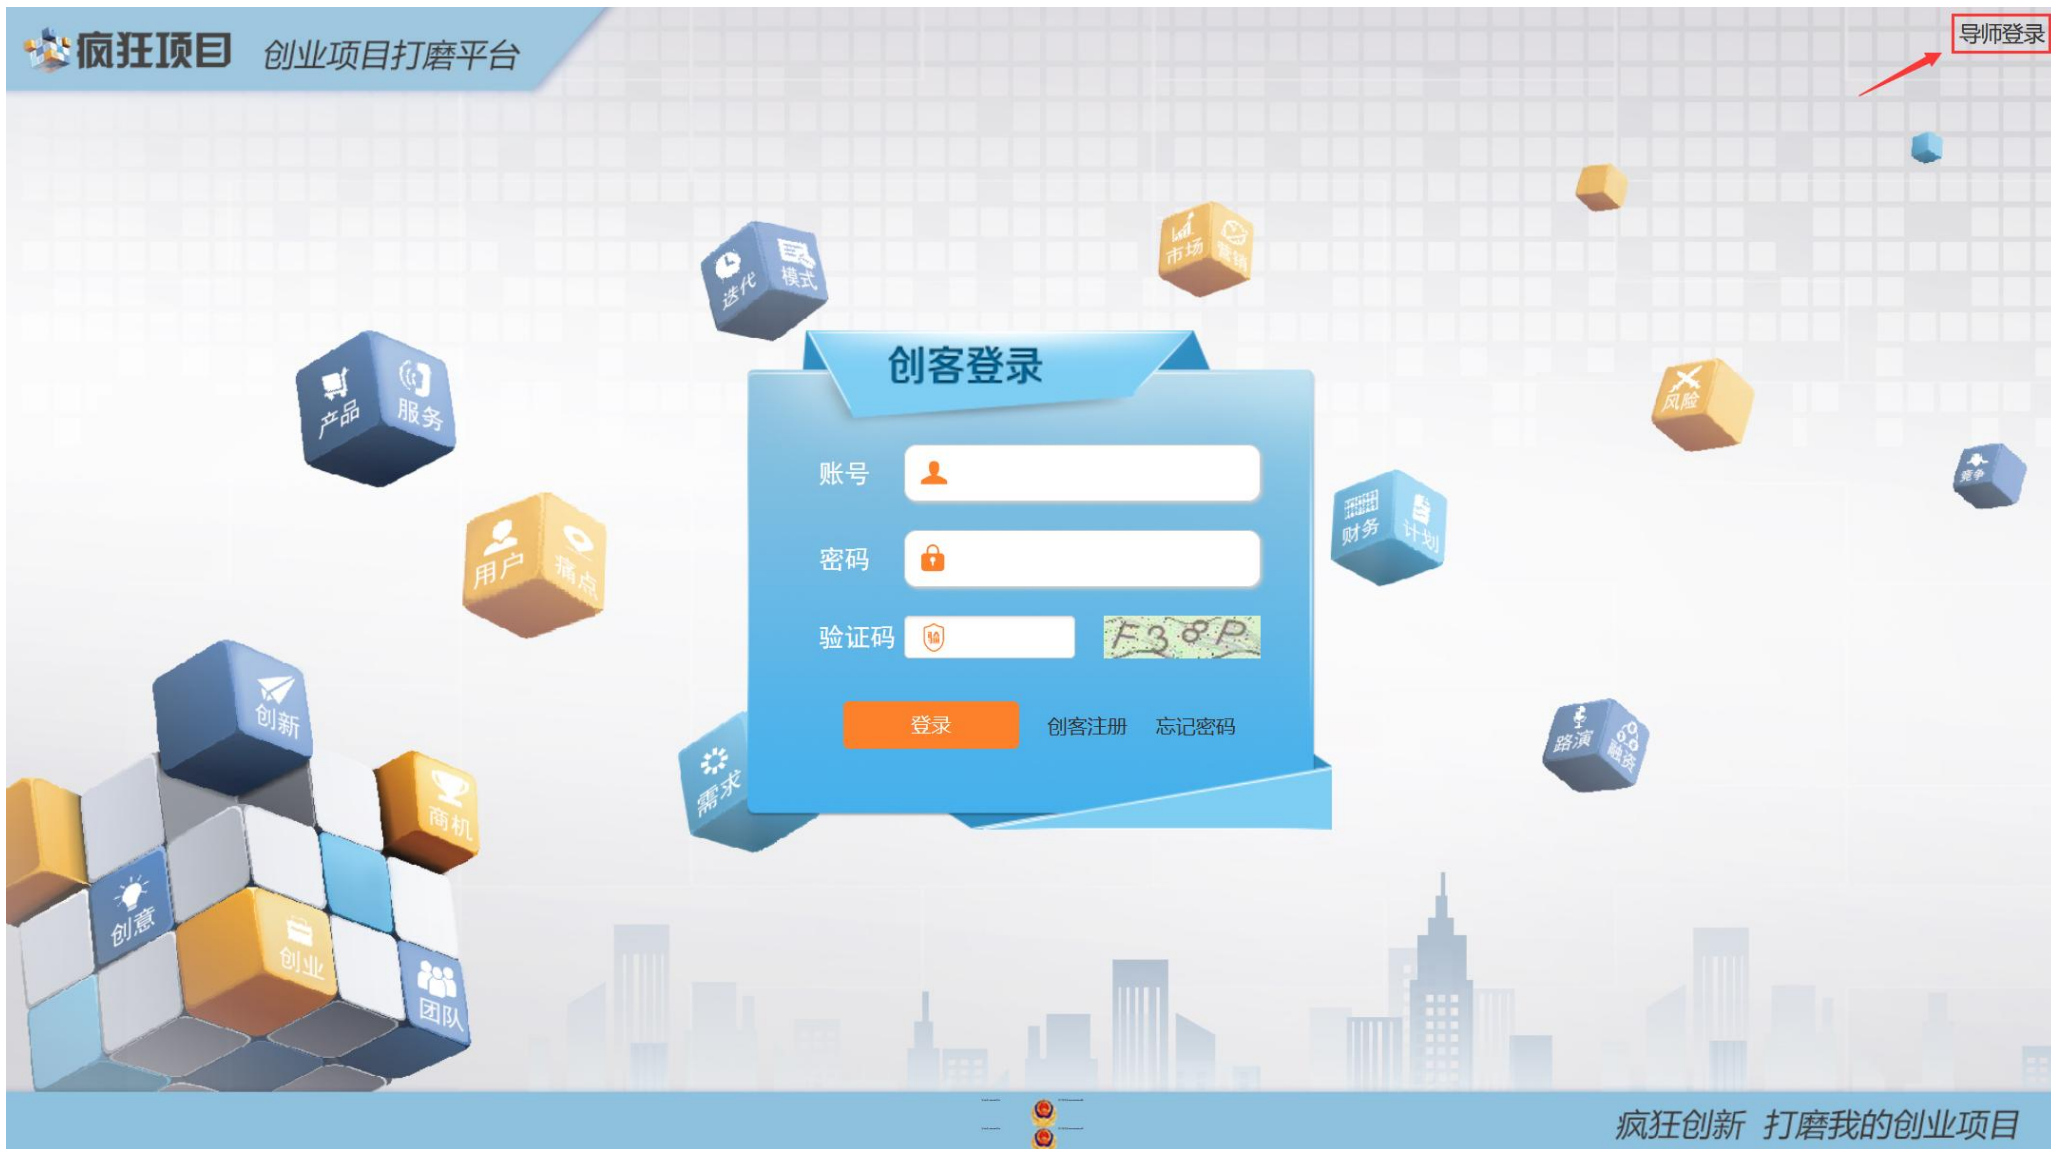 疯狂项目 创业项目打磨平台
导师登录
迭代 模式
市场 营销
产品 服务
创客登录
风险
竞争
账号
用户 痛点
财务 计划
密码
验证码 F38P
创新
登录 创客注册 忘记密码
路演 融资
需求
商机
创意
创业
团队
疯狂创新 打磨我的创业项目